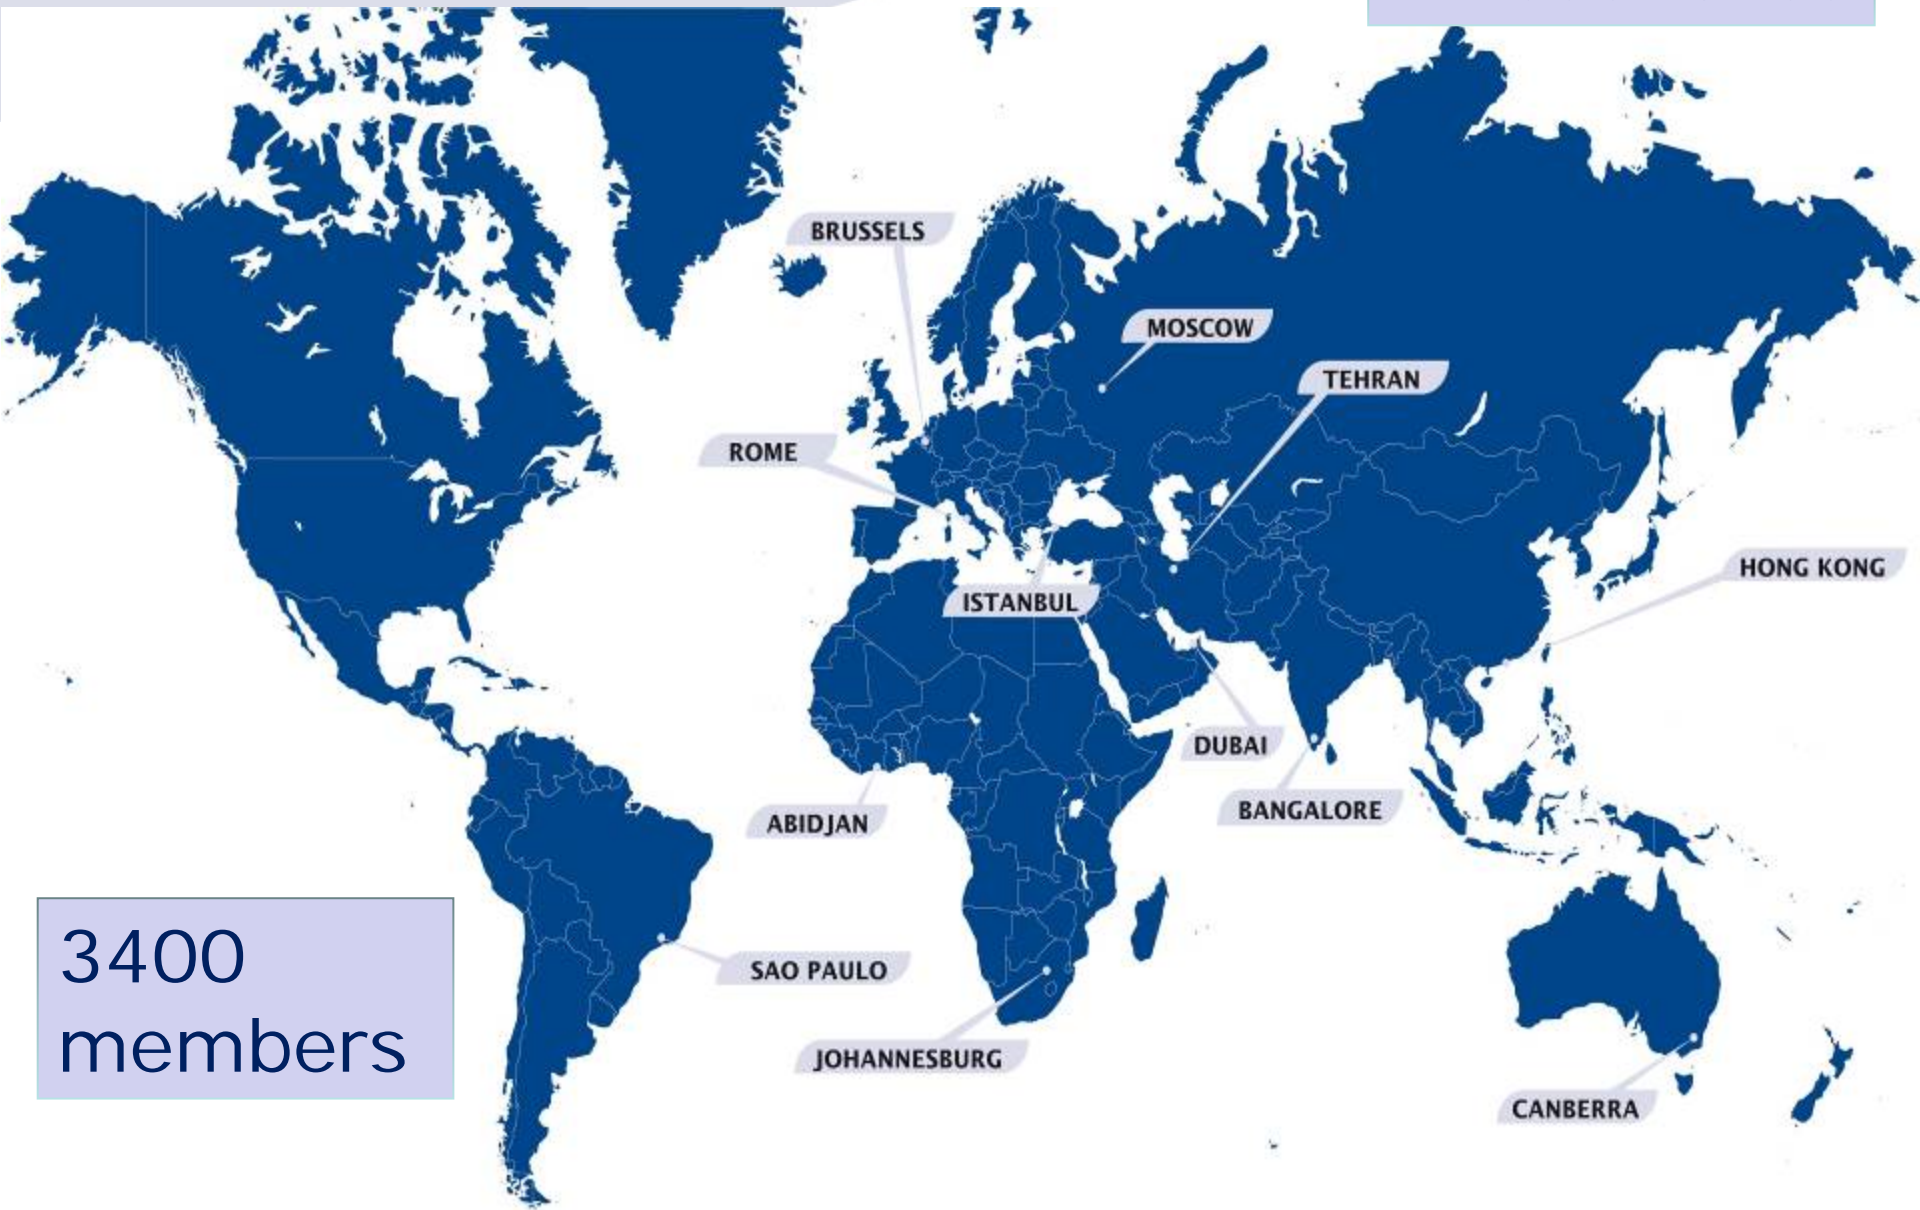 BRUSSELS
MOSCOW
TEHRAN
ROME
HONG KONG
ISTANBUL
DUBAI
BANGALORE
ABIDJAN
SAO PAULO
JOHANNESBURG
CANBERRA
3400
members